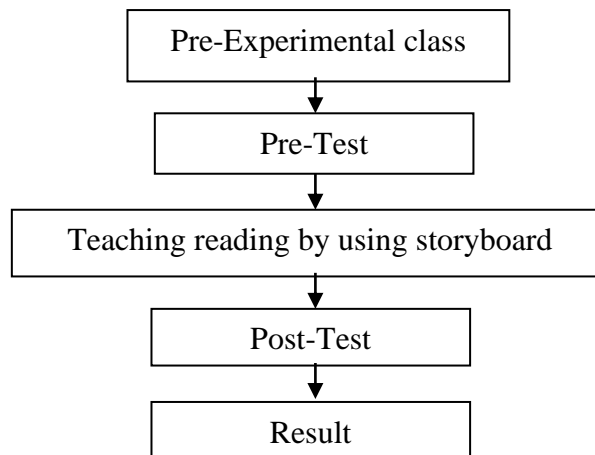 Pre-Experimental class
Pre-Test
Teaching reading by using storyboard
Post-Test
Result